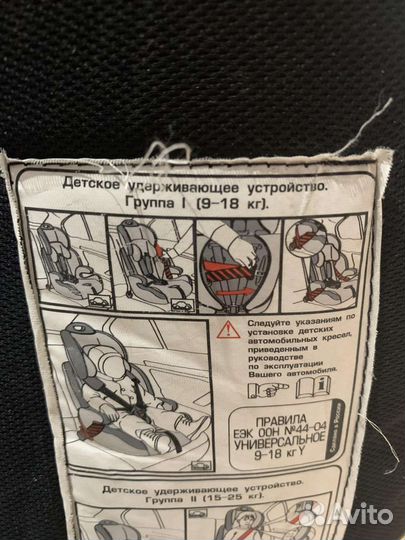 Детское удерживающее устройство.
Группа I (9-18 кг).
Следуйте указаниям по
установке детских
автомобильных кресел,
приведенным в
руководстве
по эксплуатации
Вашего автомобиля.
ПРАВИЛА
ЕЭК ООН №44-04
УНИВЕРСАЛЬНОЕ
9-18 кг Y
Сделано в России
Детское удерживающее устройство.
Группа II (15-25 кг).
Avito